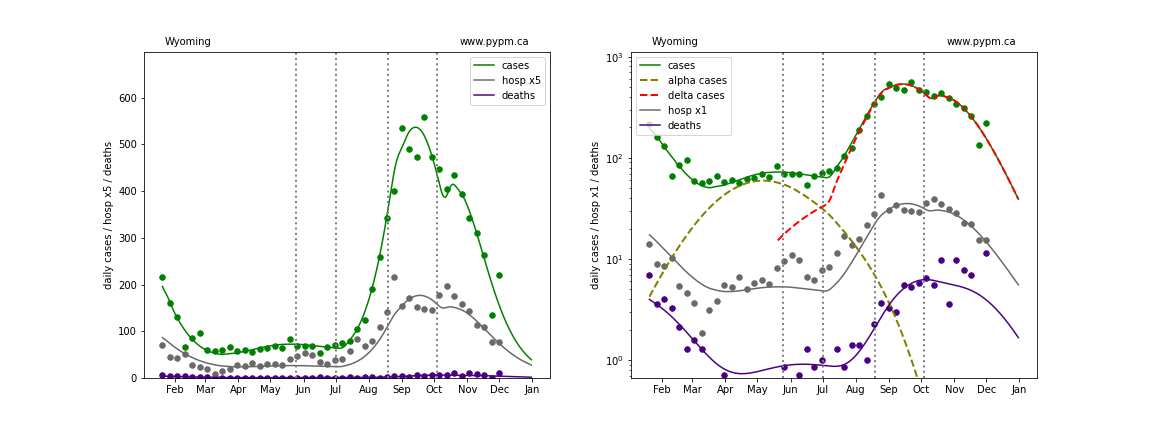 Wyoming www.pypm.ca
cases
hosp x5
deaths
daily cases / hosp x5 / deaths
600
500
400
300
200
100
0
Feb Mar Apr May Jun Jul Aug Sep Oct Nov Dec Jan
Wyoming www.pypm.ca
cases
alpha cases
delta cases
hosp x1
deaths
daily cases / hosp x1 / deaths
10³
10²
10¹
10⁰
Feb Mar Apr May Jun Jul Aug Sep Oct Nov Dec Jan